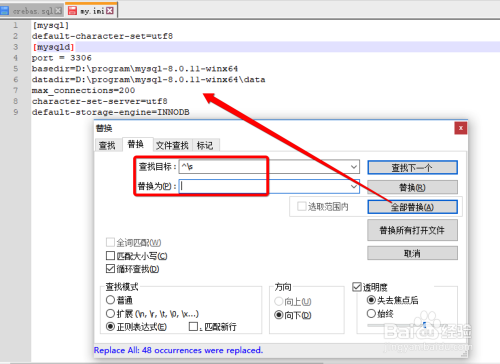 crebas.sql my.ini
1 [mysql]
2 default-character-set=utf8
3 [mysqld]
4 port = 3306
5 basedir=D:\program\mysql-8.0.11-winx64
6 datadir=D:\program\mysql-8.0.11-winx64\data
7 max_connections=200
8 character-set-server=utf8
9 default-storage-engine=INNODB
替换
查找 替换 文件查找 标记
查找目标: ^\s 查找下一个
替换为(P): 替换(R)
选取范围内 全部替换(A)
替换所有打开文件
全词匹配(W) 取消
匹配大小写(C)
循环查找(D)
查找模式 方向 透明度
普通 向上(U) 失去焦点后
扩展 (\n, \r, \t, \0, \x...) 向下(D) 始终
正则表达式(E) . 匹配新行
Replace All: 48 occurrences were replaced.
Baidu 经验
jingyan.baidu.com